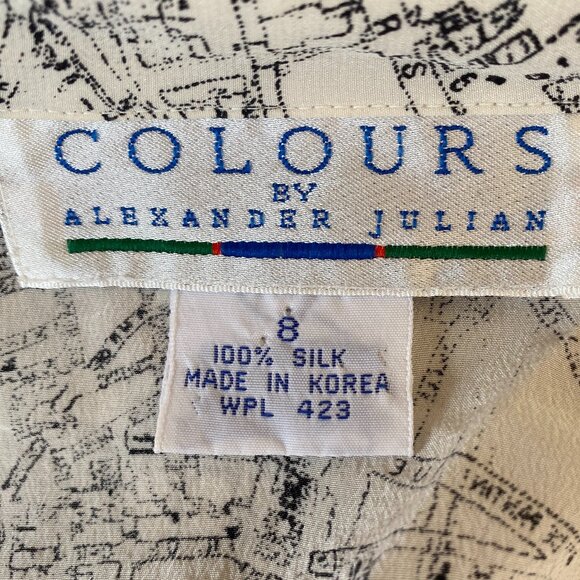 COLOURS
BY
ALEXANDER JULIAN
8
100% SILK
MADE IN KOREA
WPL 423